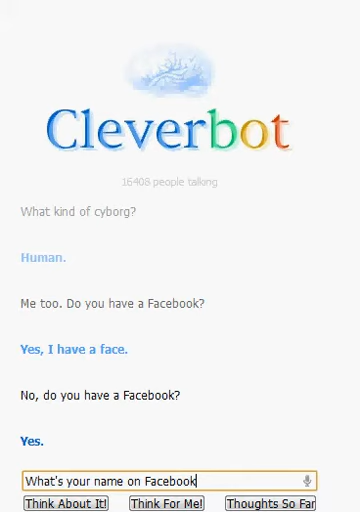 Cleverbot
16405 people talking
What kind of cyborg?
Human.
Me too. Do you have a Facebook?
Yes, I have a face.
No, do you have a Facebook?
Yes.
What's your name on Facebook
Think About It! Think For Me! Thoughts So Far